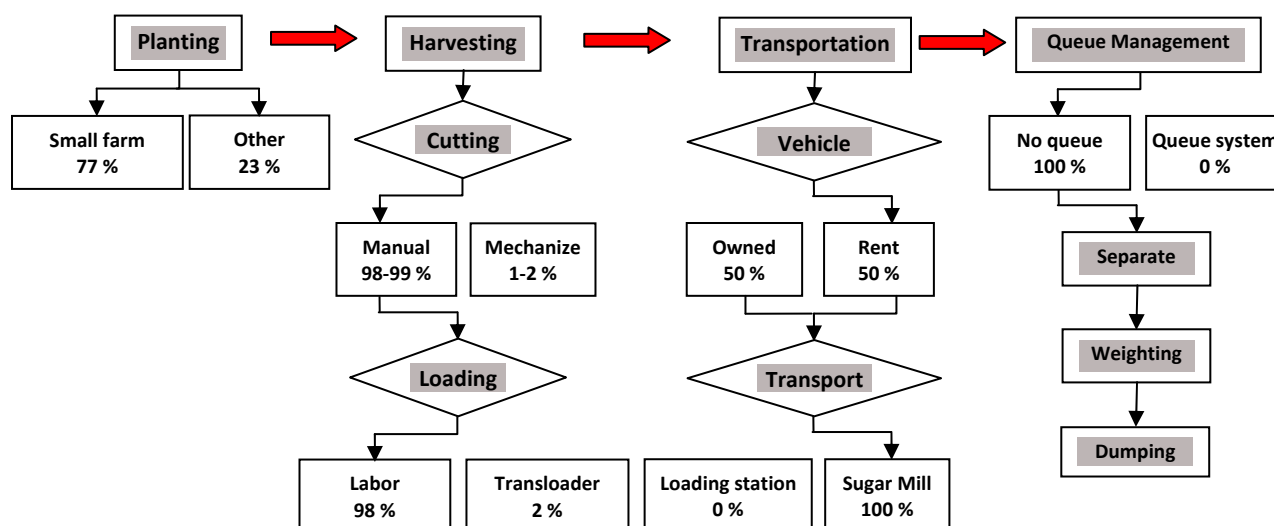 Planting
Harvesting
Transportation
Queue Management
Small farm
77 %
Other
23 %
Cutting
Vehicle
No queue
100 %
Queue system
0 %
Manual
98-99 %
Mechanize
1-2 %
Owned
50 %
Rent
50 %
Separate
Loading
Transport
Weighting
Labor
98 %
Transloader
2 %
Loading station
0 %
Sugar Mill
100 %
Dumping